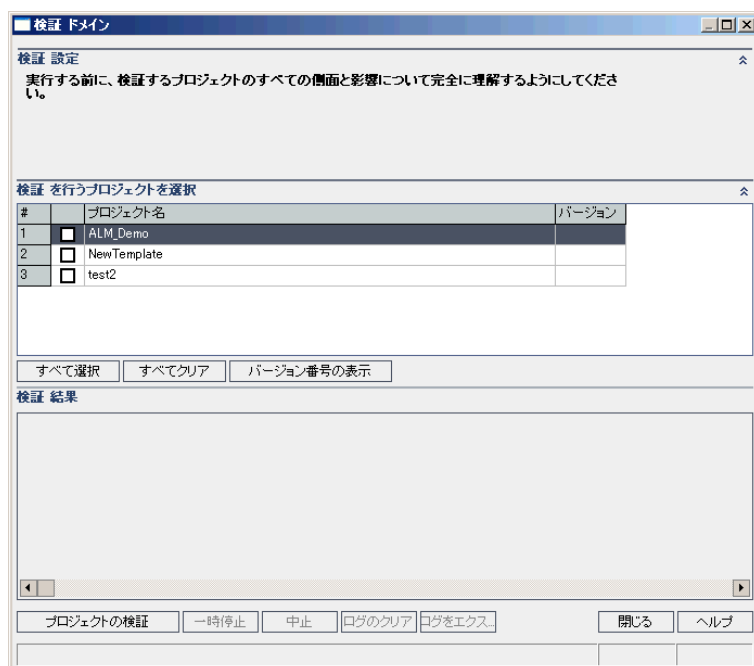 検証 ドメイン
検証 設定
実行する前に、検証するプロジェクトのすべての側面と影響について完全に理解するようにしてくださ
い。
検証 を行うプロジェクトを選択
# プロジェクト名 バージョン
1 ALM_Demo
2 NewTemplate
3 test2
すべて選択 すべてクリア バージョン番号の表示
検証 結果
プロジェクトの検証 一時停止 中止 ログのクリア ログをエクス... 閉じる ヘルプ